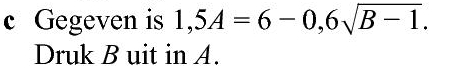 c Gegeven is 1,5A = 6 − 0,6√(B − 1).
Druk B uit in A.